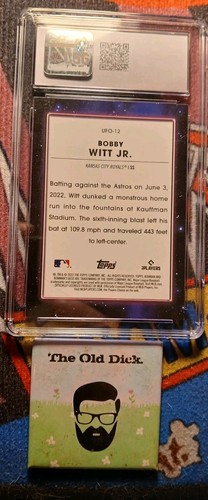 UFO-12
BOBBY
WITT JR.
KANSAS CITY ROYALS® | SS
Batting against the Astros on June 3,
2022, Witt dunked a monstrous home
run into the fountains at Kauffman
Stadium. The sixth-inning blast left his
bat at 109.8 mph and traveled 443 feet
to left-center.
Topps
PLAYERS
The Old Dick.